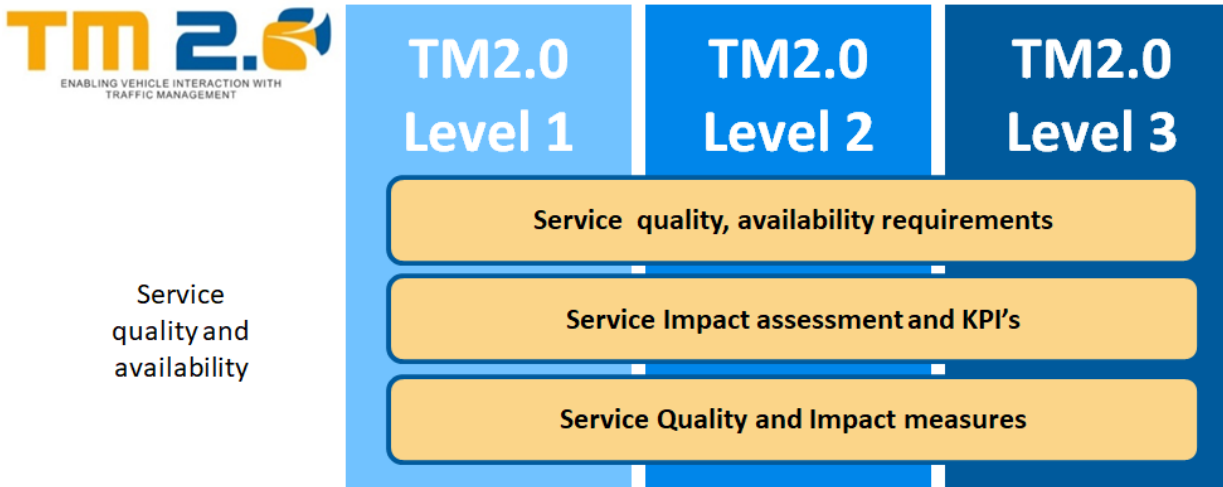 TM 2.0
ENABLING VEHICLE INTERACTION WITH
TRAFFIC MANAGEMENT
TM2.0
Level 1
TM2.0
Level 2
TM2.0
Level 3
Service quality and
availability
Service quality, availability requirements
Service Impact assessment and KPI's
Service Quality and Impact measures